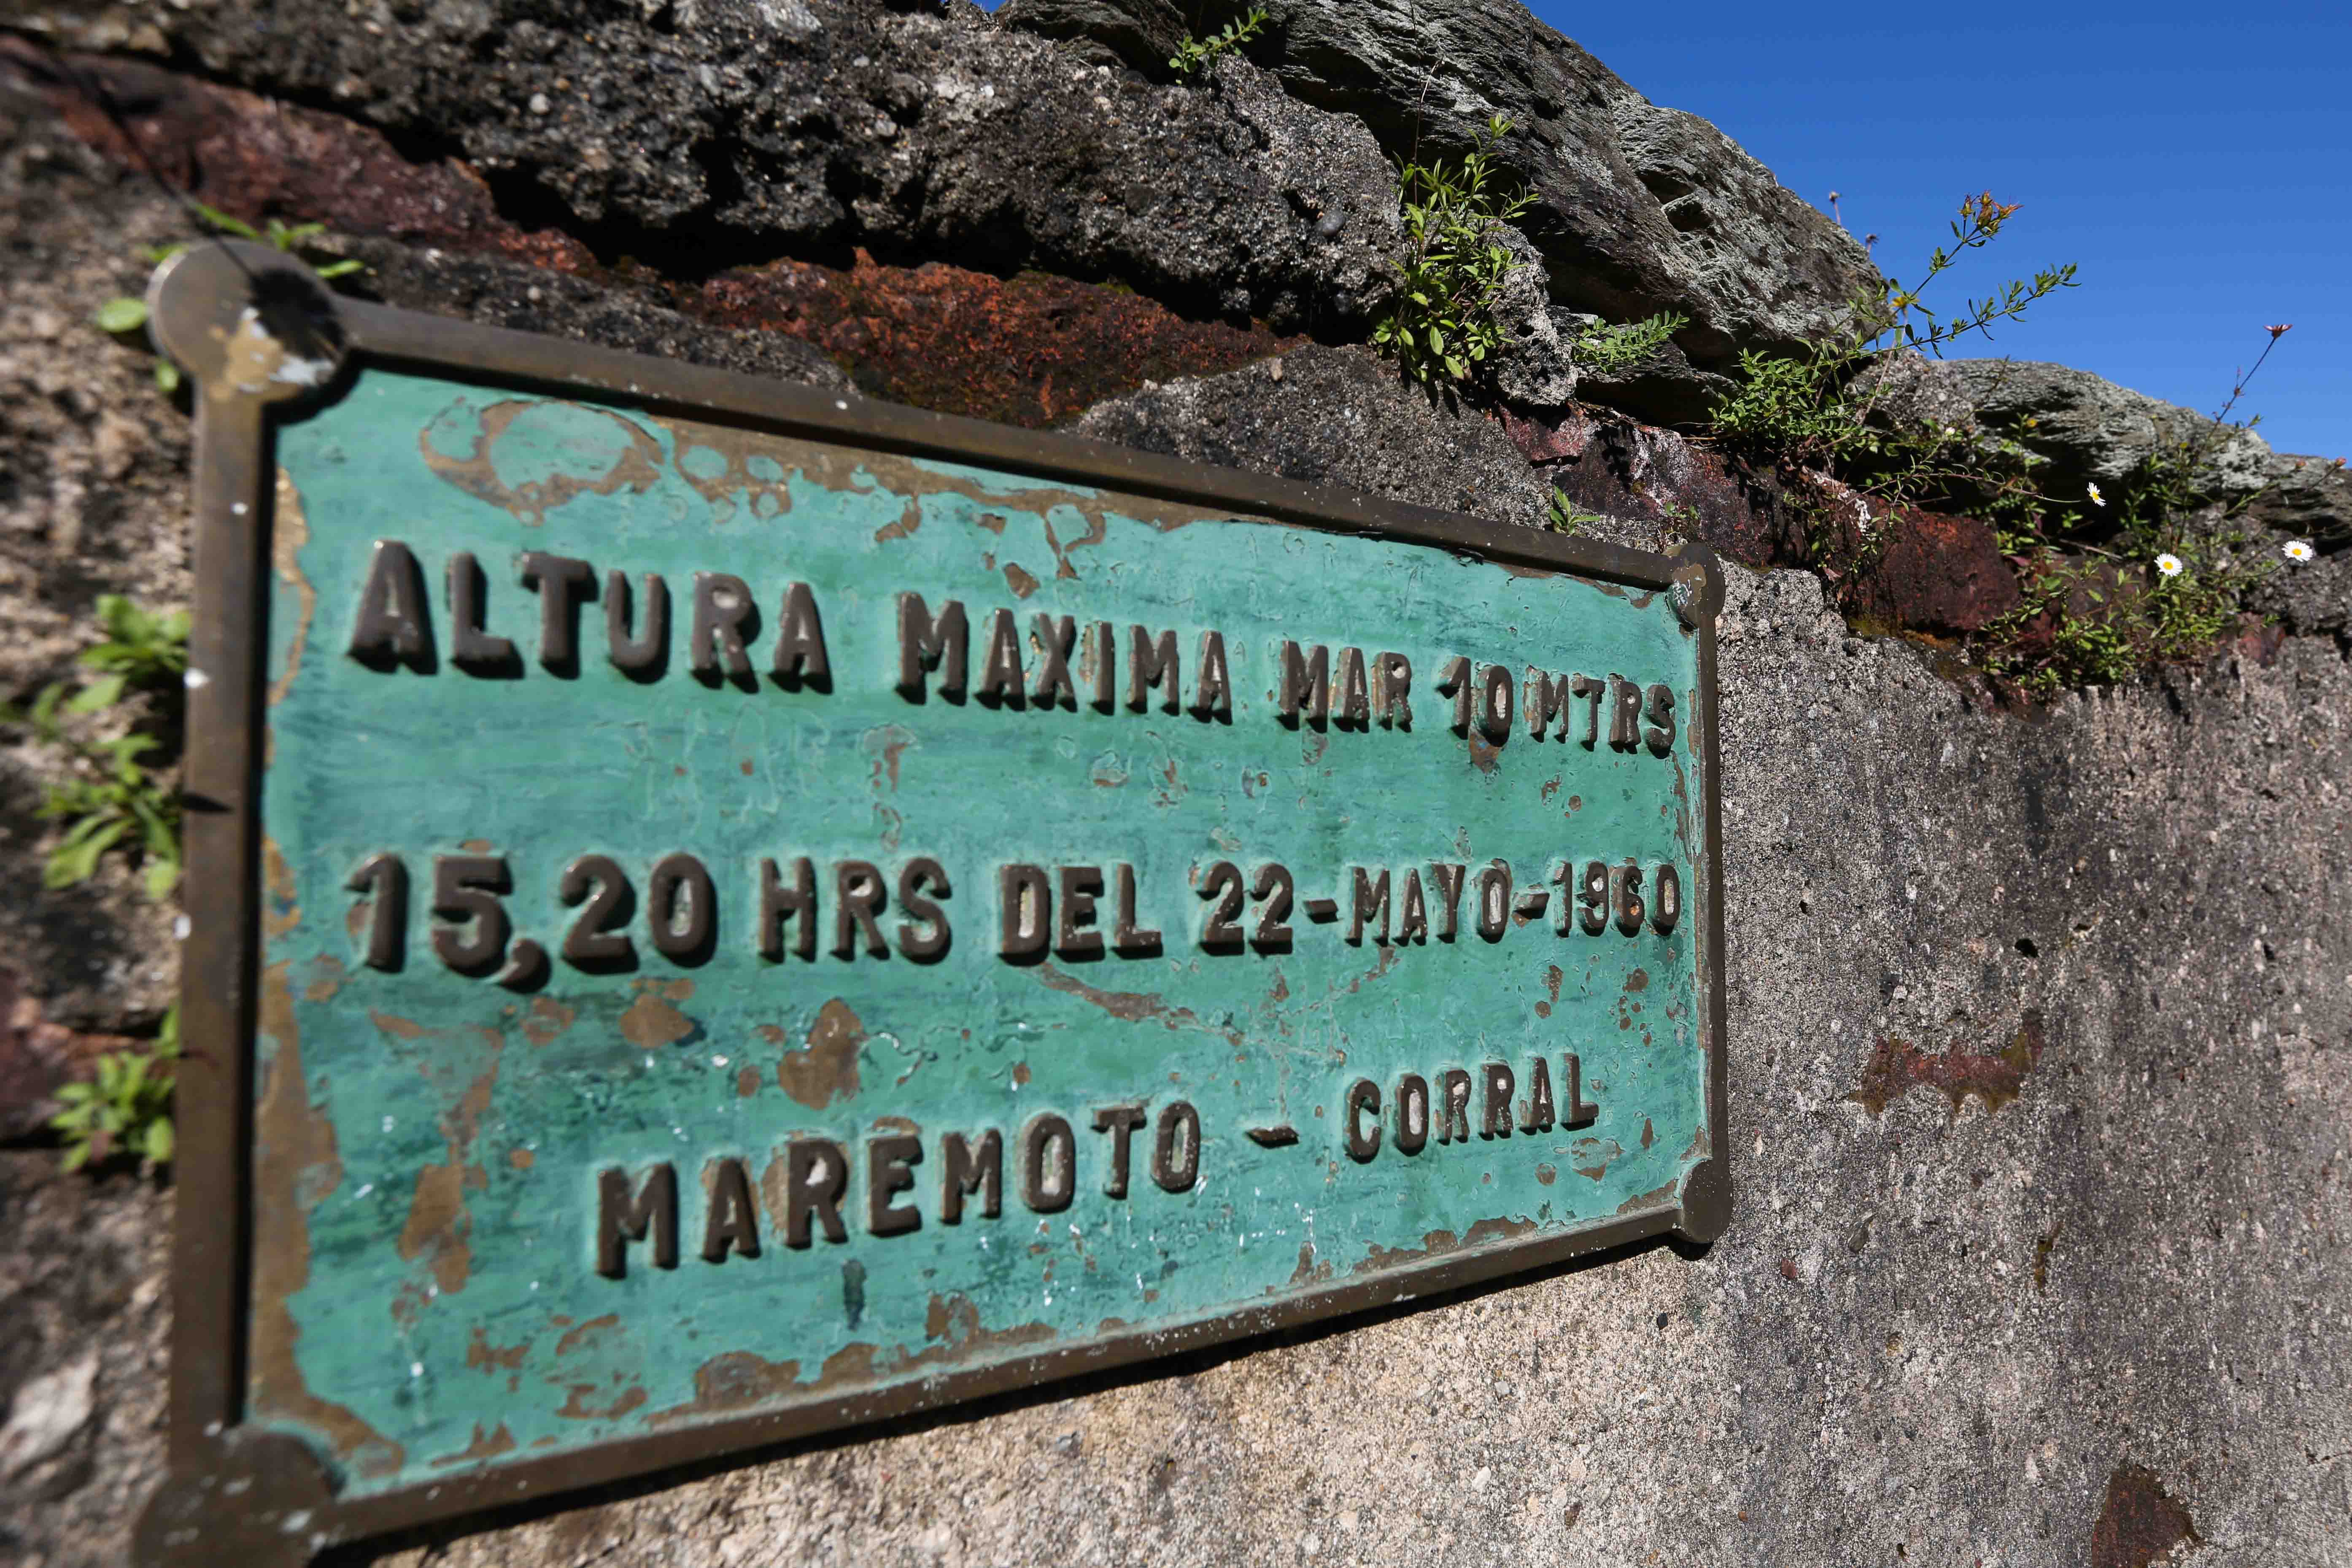 ALTURA MAXIMA MAR 10 MTRS
15,20 HRS DEL 22-MAYO-1960
MAREMOTO - CORRAL